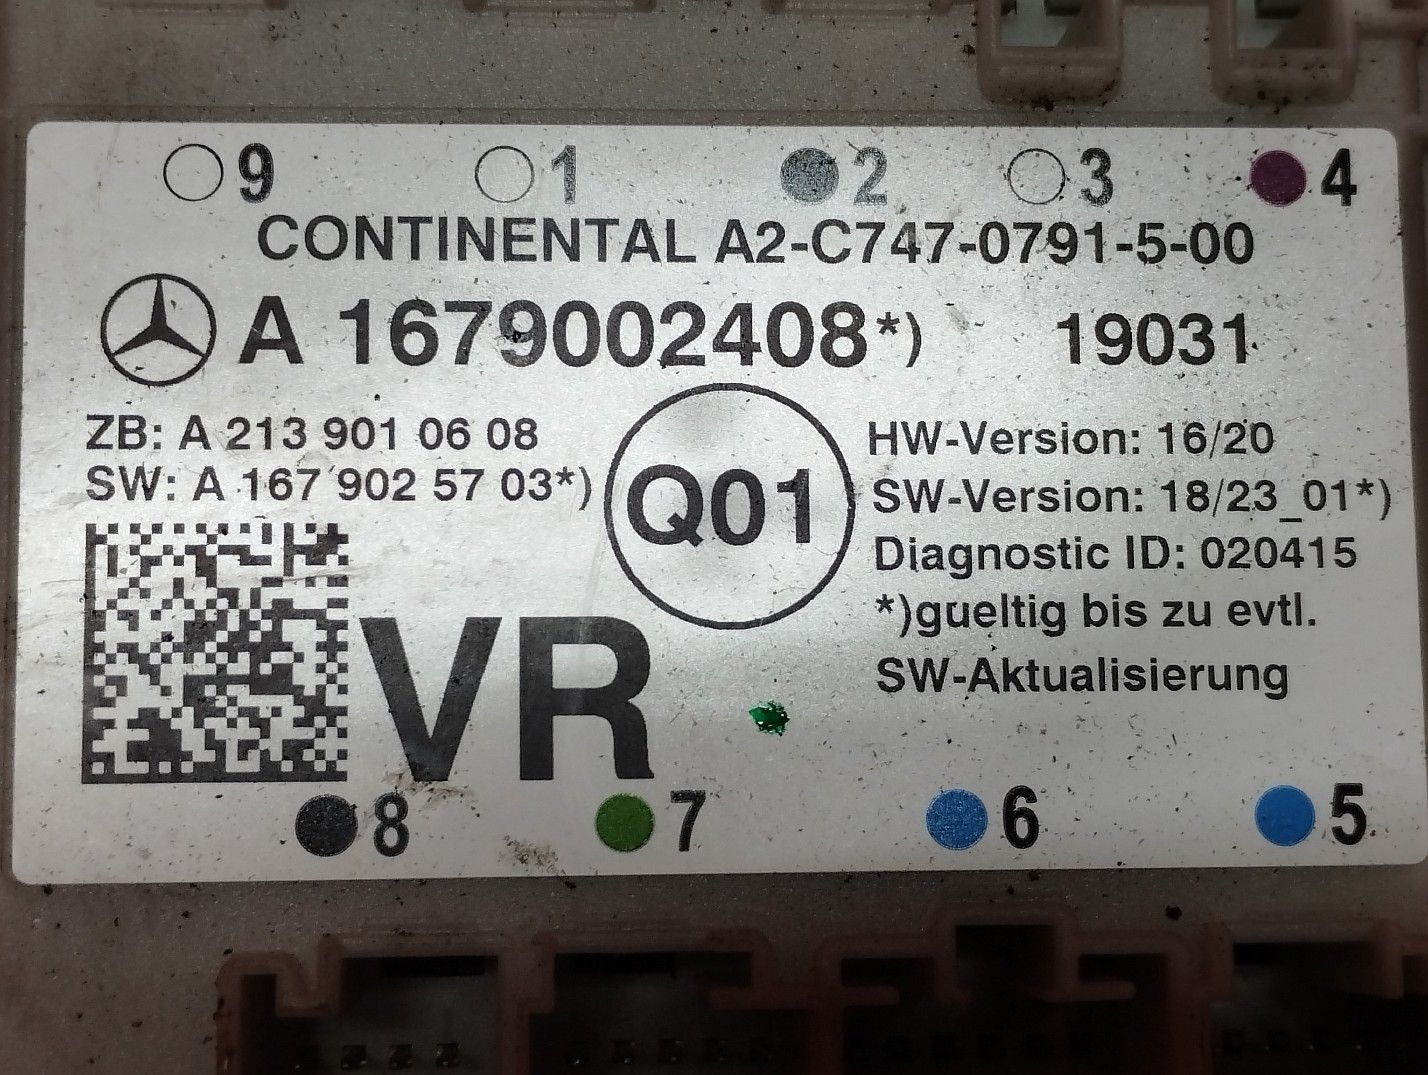 9 1 2 3 4
CONTINENTAL A2-C747-0791-5-00
A 1679002408*) 19031
ZB: A 213 901 06 08
SW: A 167 902 57 03*)
Q01
HW-Version: 16/20
SW-Version: 18/23_01*)
Diagnostic ID: 020415
*)gueltig bis zu evtl.
SW-Aktualisierung
VR
8 7 6 5